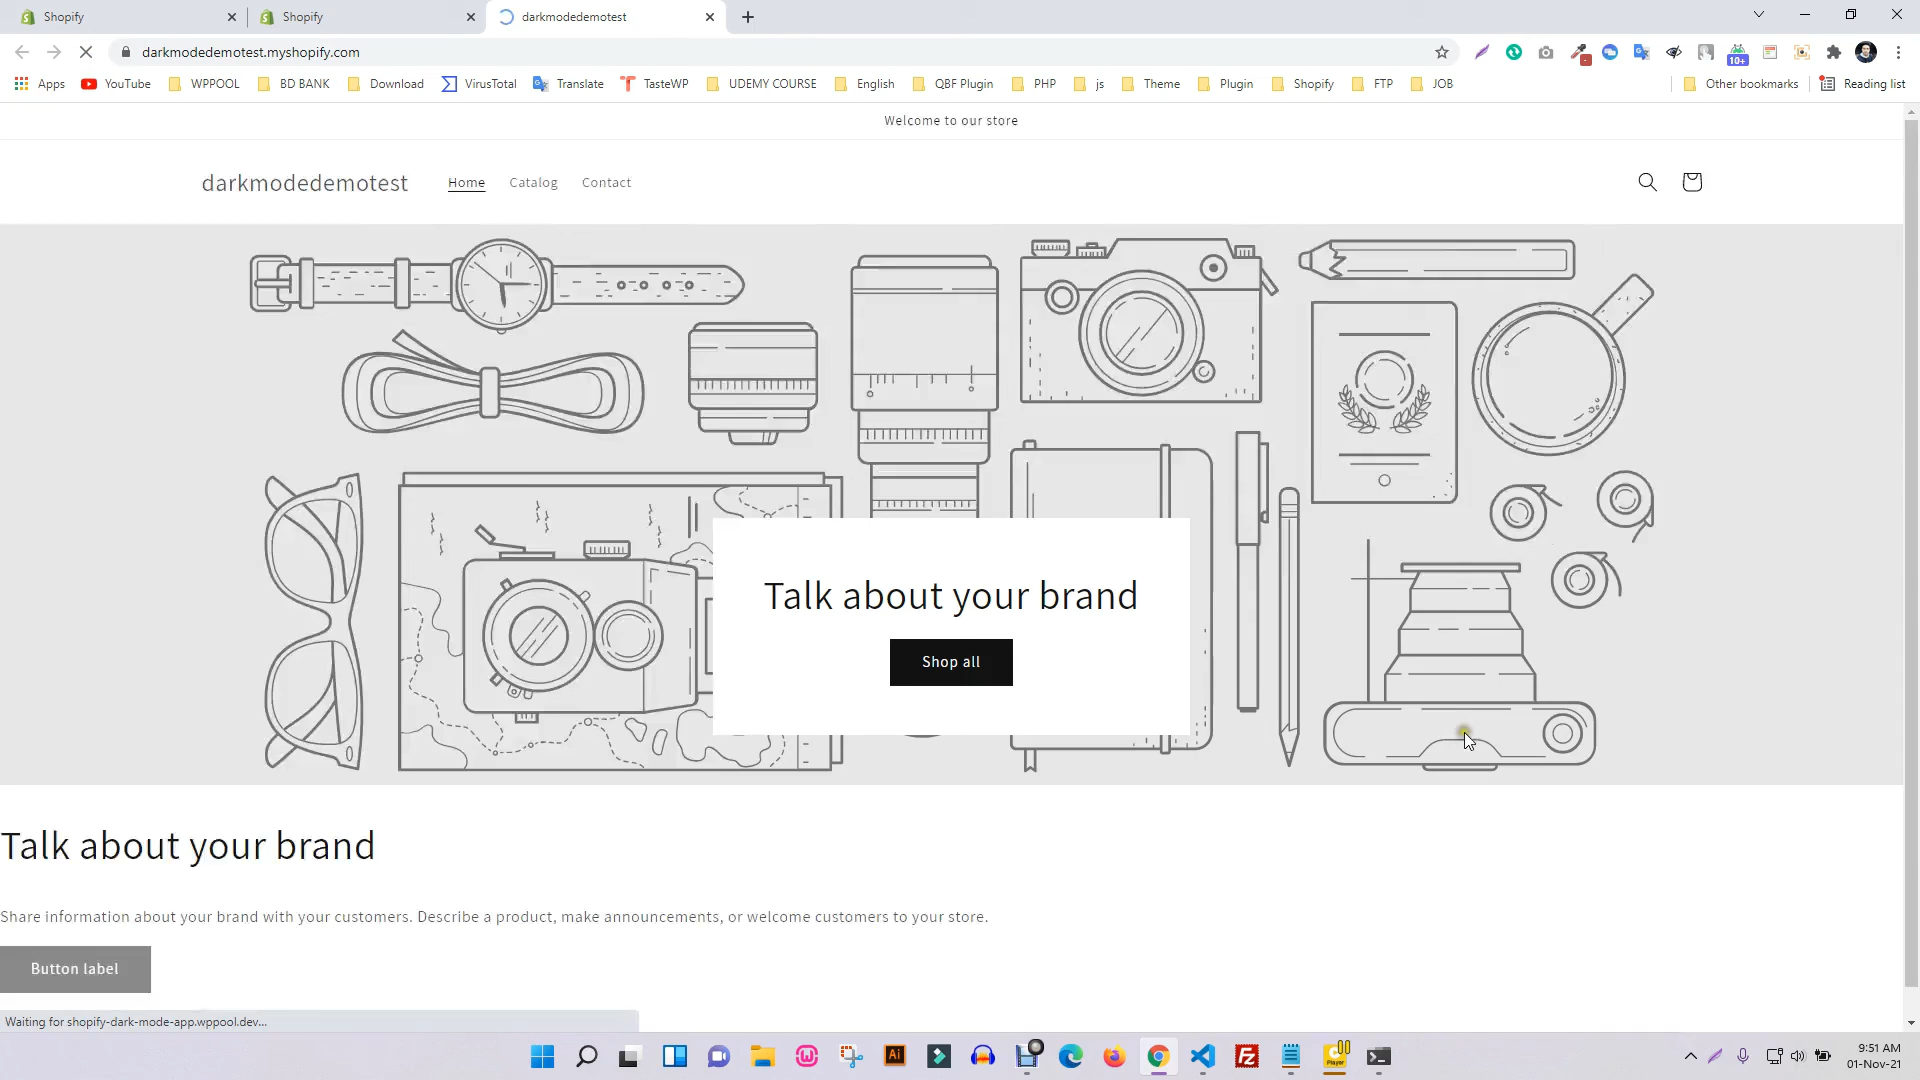 Shopify
Shopify
darkmodedemotest
darkmodedemotest.myshopify.com
10+
Apps
YouTube
WPPOOL
BD BANK
Download
VirusTotal
Translate
TasteWP
UDEMY COURSE
English
QBF Plugin
PHP
js
Theme
Plugin
Shopify
FTP
JOB
Other bookmarks
Reading list
Welcome to our store
darkmodedemotest
Home
Catalog
Contact
Talk about your brand
Shop all
Talk about your brand
Share information about your brand with your customers. Describe a product, make announcements, or welcome customers to your store.
Button label
Waiting for shopify-dark-mode-app.wppool.dev...
Ai
Fz
Player
9:51 AM
01-Nov-21